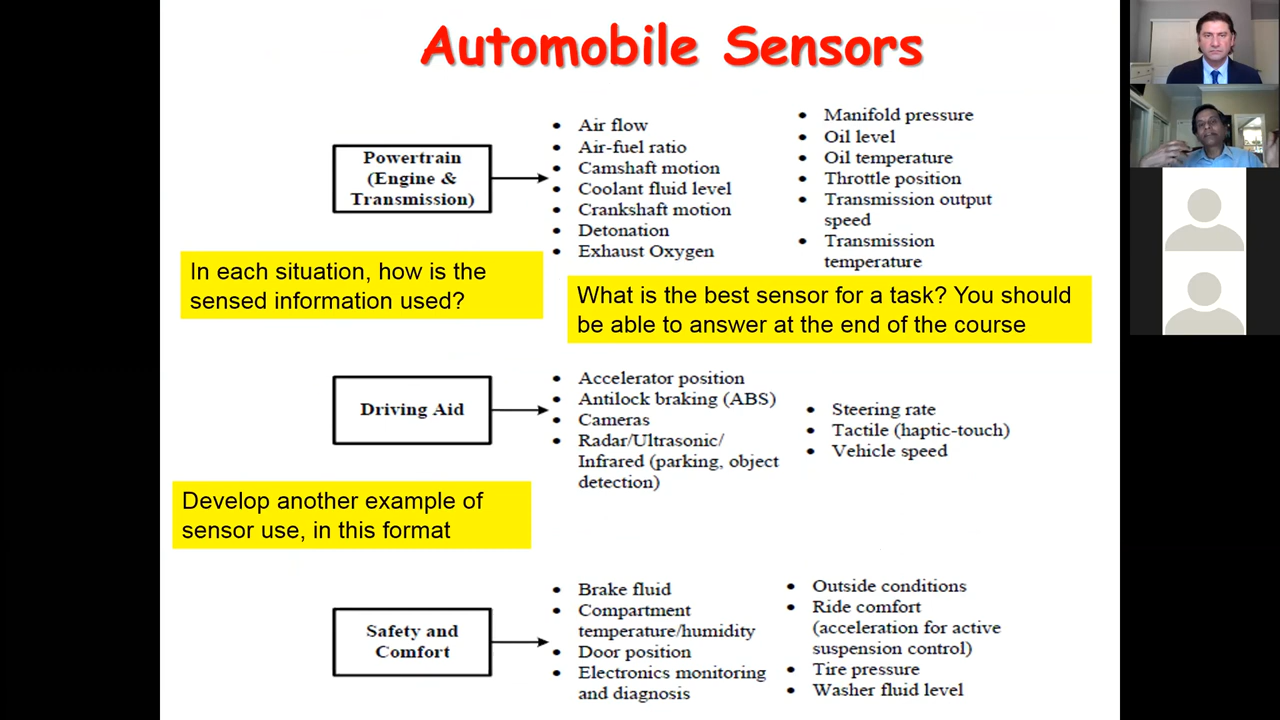 Automobile Sensors
Powertrain
(Engine &
Transmission)
• Air flow
• Air-fuel ratio
• Camshaft motion
• Coolant fluid level
• Crankshaft motion
• Detonation
• Exhaust Oxygen
• Manifold pressure
• Oil level
• Oil temperature
• Throttle position
• Transmission output
speed
• Transmission
temperature
In each situation, how is the
sensed information used?
What is the best sensor for a task? You should
be able to answer at the end of the course
Driving Aid
• Accelerator position
• Antilock braking (ABS)
• Cameras
• Radar/Ultrasonic/
Infrared (parking, object
detection)
• Steering rate
• Tactile (haptic-touch)
• Vehicle speed
Develop another example of
sensor use, in this format
Safety and
Comfort
• Brake fluid
• Compartment
temperature/humidity
• Door position
• Electronics monitoring
and diagnosis
• Outside conditions
• Ride comfort
(acceleration for active
suspension control)
• Tire pressure
• Washer fluid level